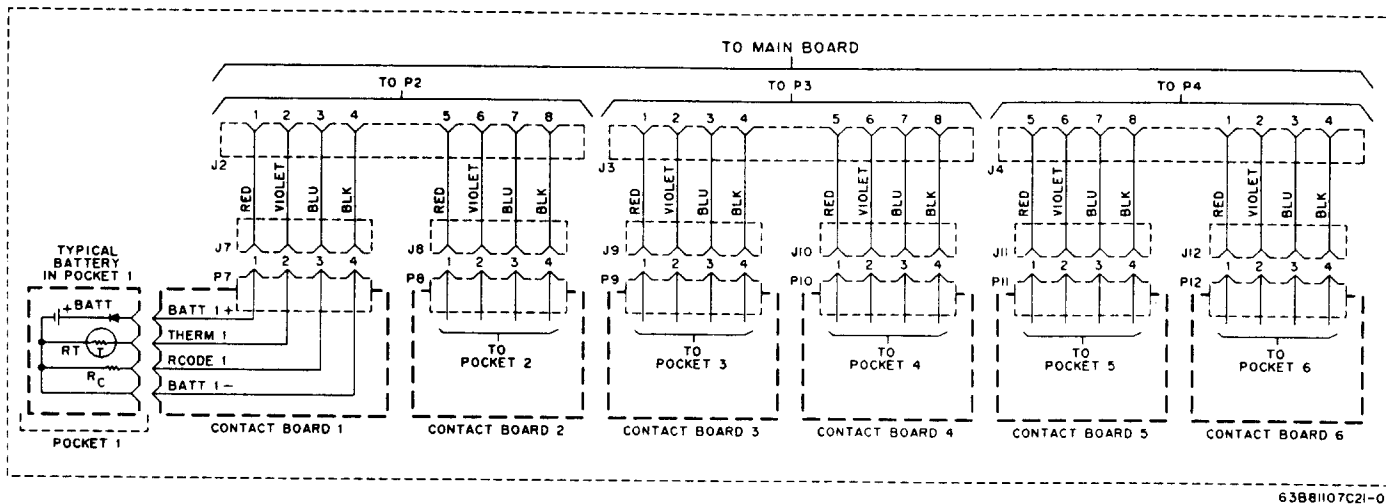 TO MAIN BOARD
TO P2 TO P3 TO P4
1 2 3 4 5 6 7 8 1 2 3 4 5 6 7 8 5 6 7 8 1 2 3 4
J2 J3 J4
RED VIOLET BLU BLK RED VIOLET BLU BLK RED VIOLET BLU BLK RED VIOLET BLU BLK RED VIOLET BLU BLK RED VIOLET BLU BLK
J7 J8 J9 J10 J11 J12
1 2 3 4 1 2 3 4 1 2 3 4 1 2 3 4 1 2 3 4 1 2 3 4
P7 P8 P9 P10 P11 P12
TYPICAL
BATTERY
IN POCKET 1
+ BATT
BATT 1 +
RT T
THERM 1
RCODE 1
RC
BATT 1 –
POCKET 1
TO
POCKET 2
TO
POCKET 3
TO
POCKET 4
TO
POCKET 5
TO
POCKET 6
CONTACT BOARD 1 CONTACT BOARD 2 CONTACT BOARD 3 CONTACT BOARD 4 CONTACT BOARD 5 CONTACT BOARD 6
63B81107C21-0